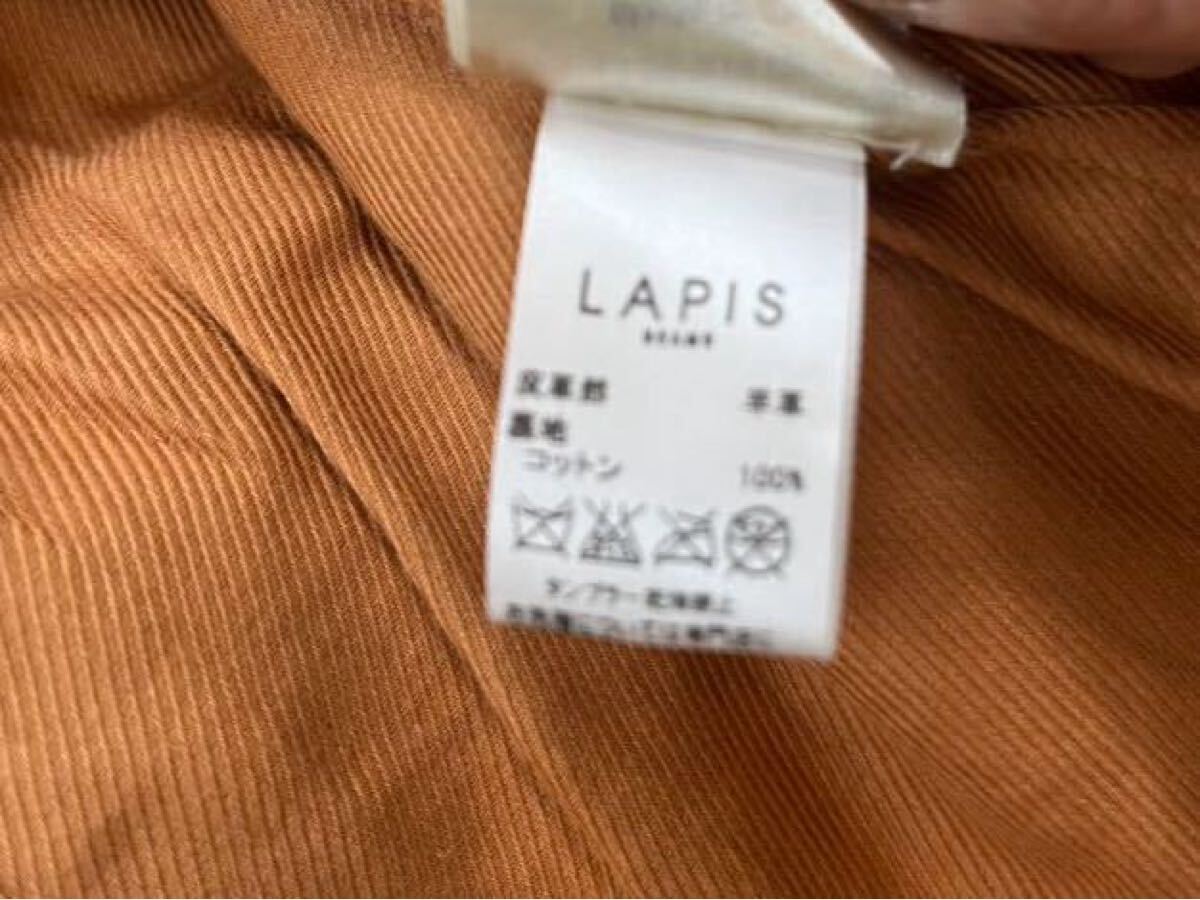 LAPIS
BEAMS
皮革部 羊革
裏地
コットン 100%
タンブラー乾燥禁止